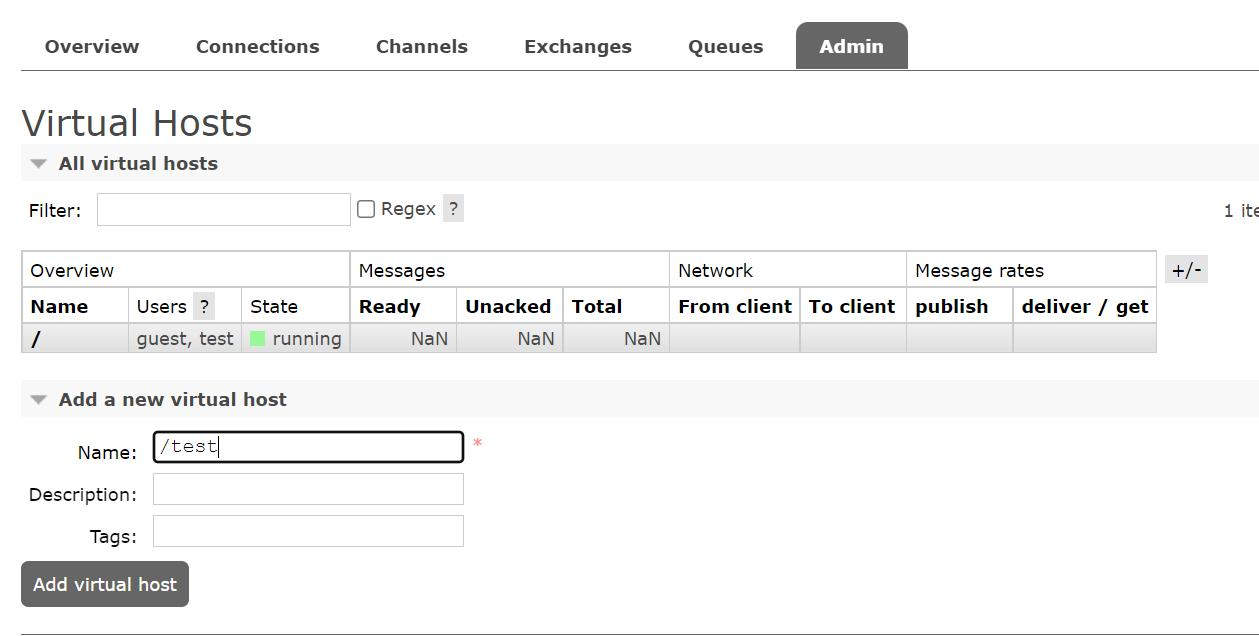 Overview Connections Channels Exchanges Queues Admin
Virtual Hosts
All virtual hosts
Filter: Regex ? 1 ite
Overview Messages Network Message rates +/-
Name Users ? State Ready Unacked Total From client To client publish deliver / get
/ guest, test running NaN NaN NaN
Add a new virtual host
Name: /test *
Description:
Tags:
Add virtual host